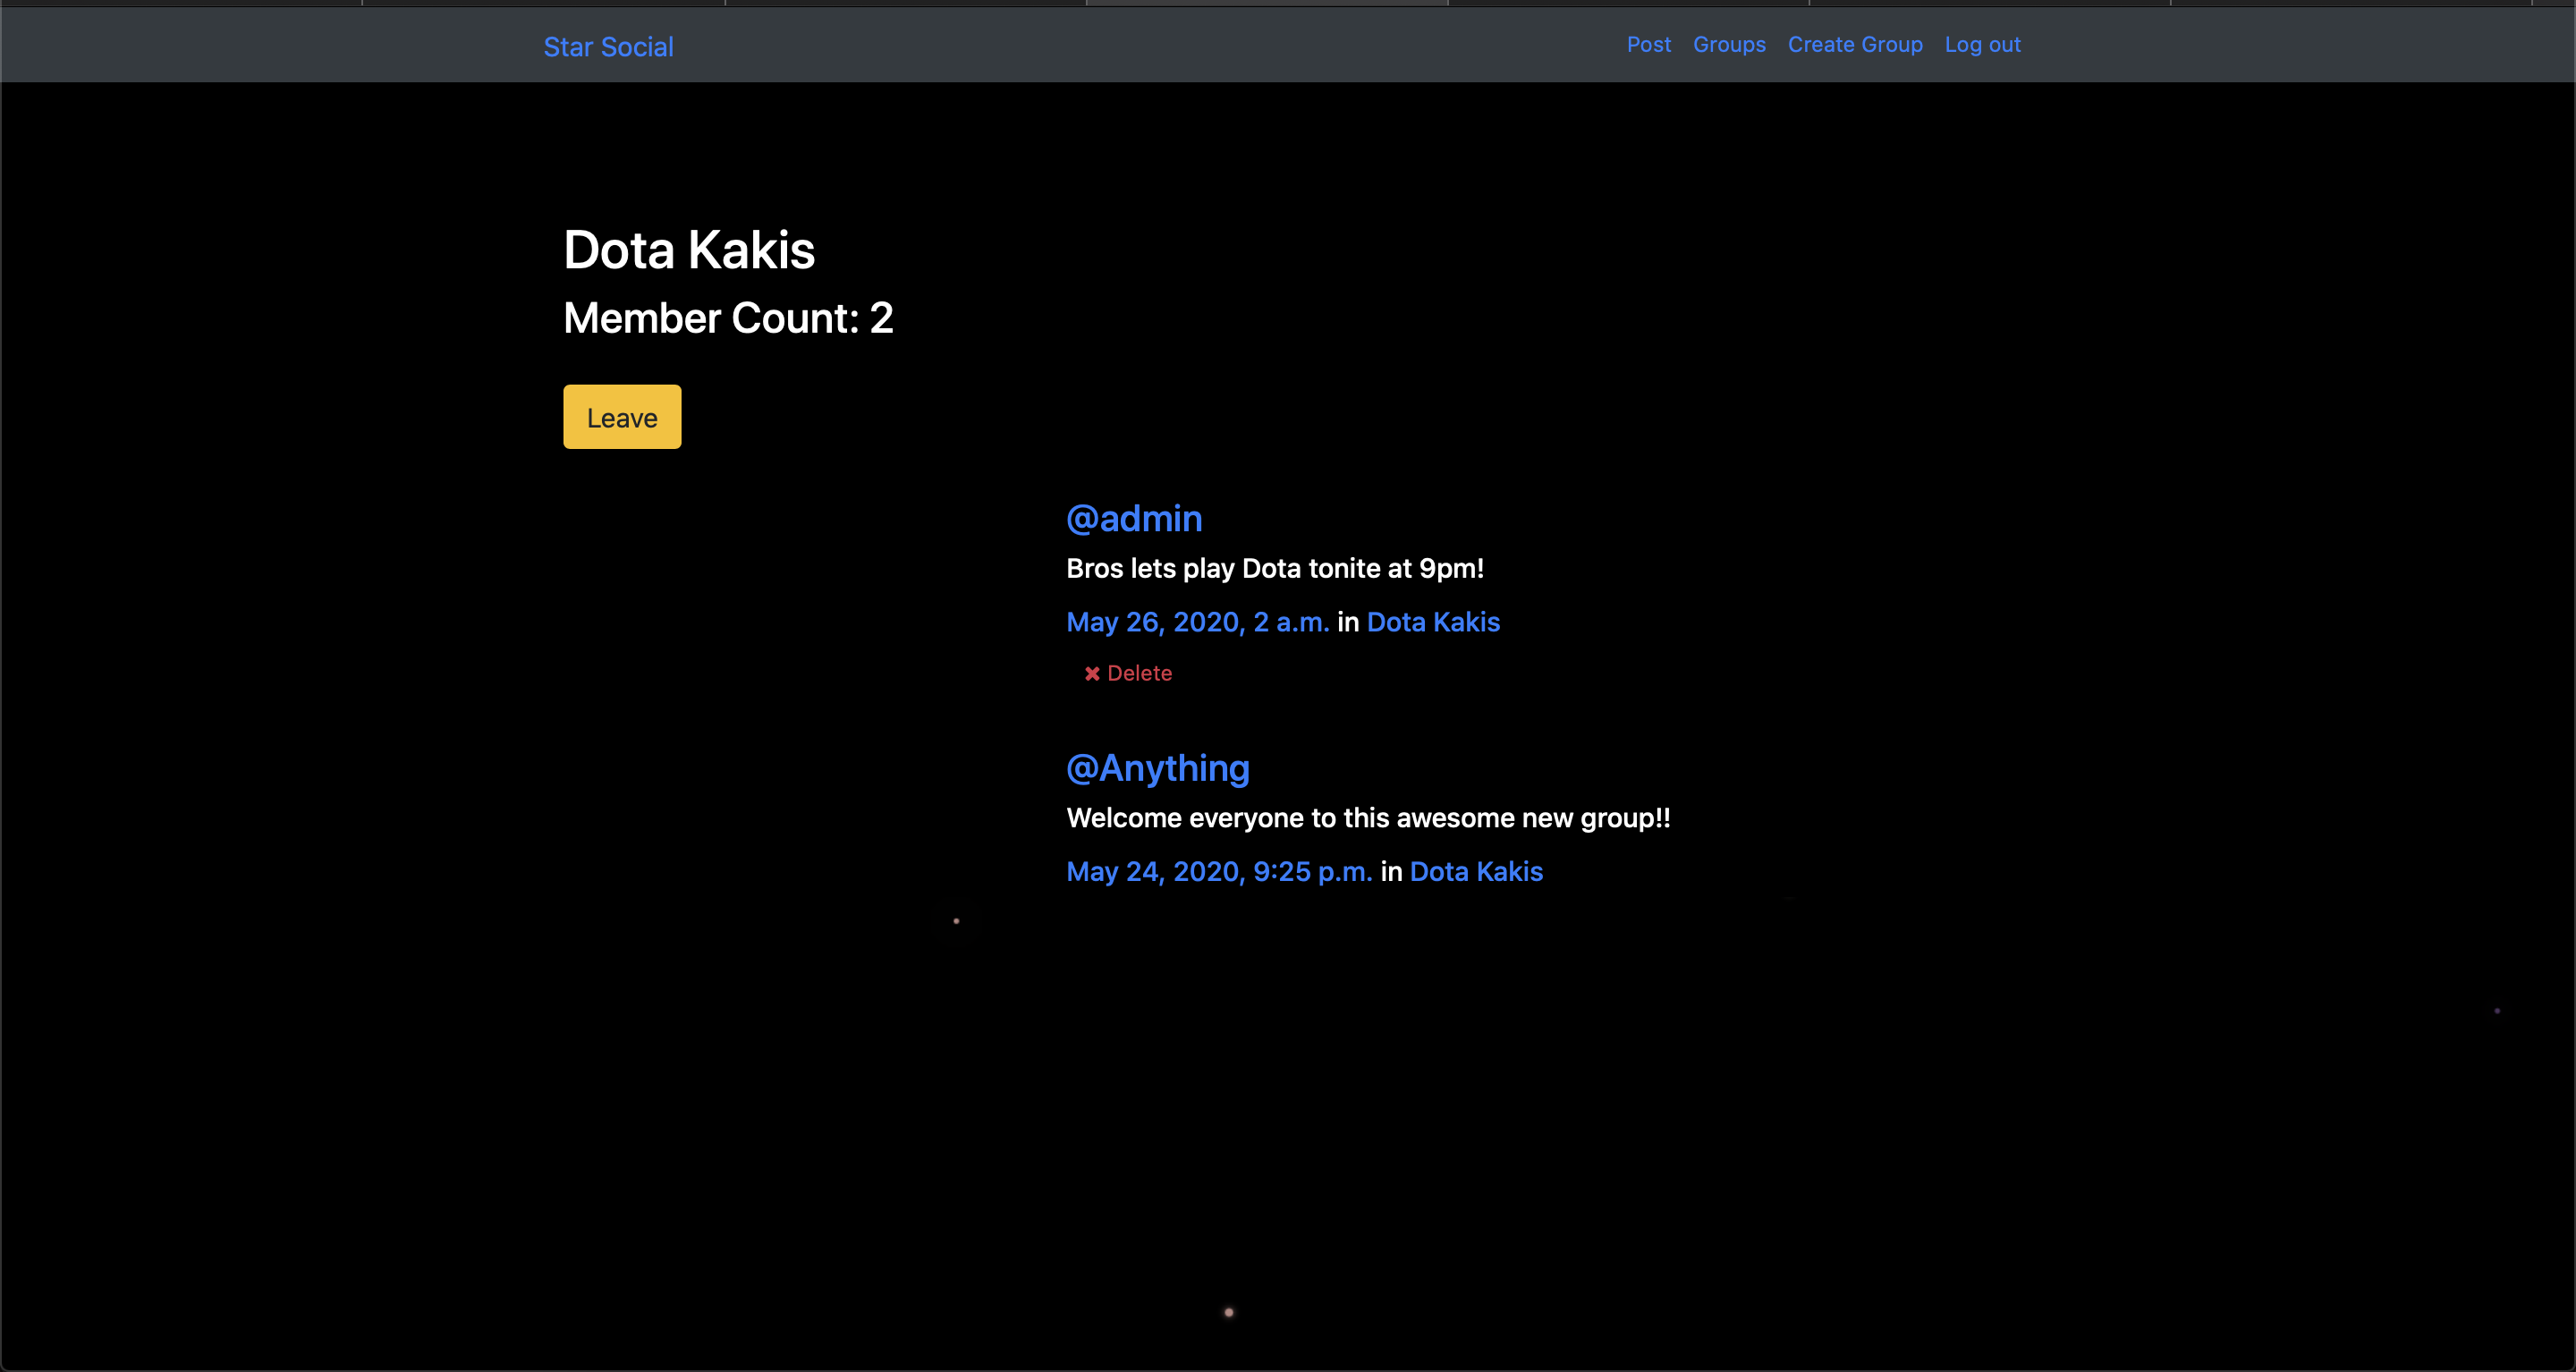 Star Social
Post Groups Create Group Log out
Dota Kakis
Member Count: 2
Leave
@admin
Bros lets play Dota tonite at 9pm!
May 26, 2020, 2 a.m. in Dota Kakis
✖ Delete
@Anything
Welcome everyone to this awesome new group!!
May 24, 2020, 9:25 p.m. in Dota Kakis